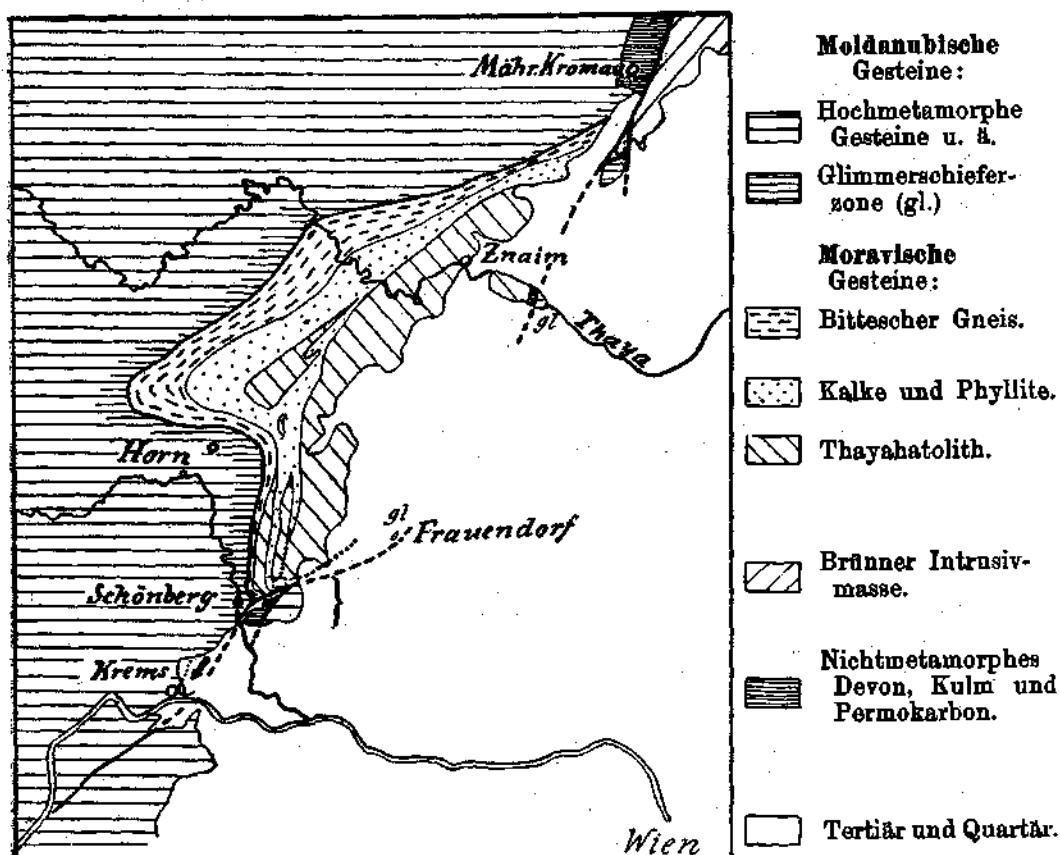 Mähr. Kromau
Znaim
gl
Thaya
Horn
gl
Frauendorf
Schönberg
Krems
Wien
Moldanubische
Gesteine:
Hochmetamorphe
Gesteine u. ä.
Glimmerschiefer-
zone (gl.)
Moravische
Gesteine:
Bittescher Gneis.
Kalke und Phyllite.
Thayahatolith.
Brünner Intrusiv-
masse.
Nichtmetamorphes
Devon, Kulm und
Permokarbon.
Tertiär und Quartär.